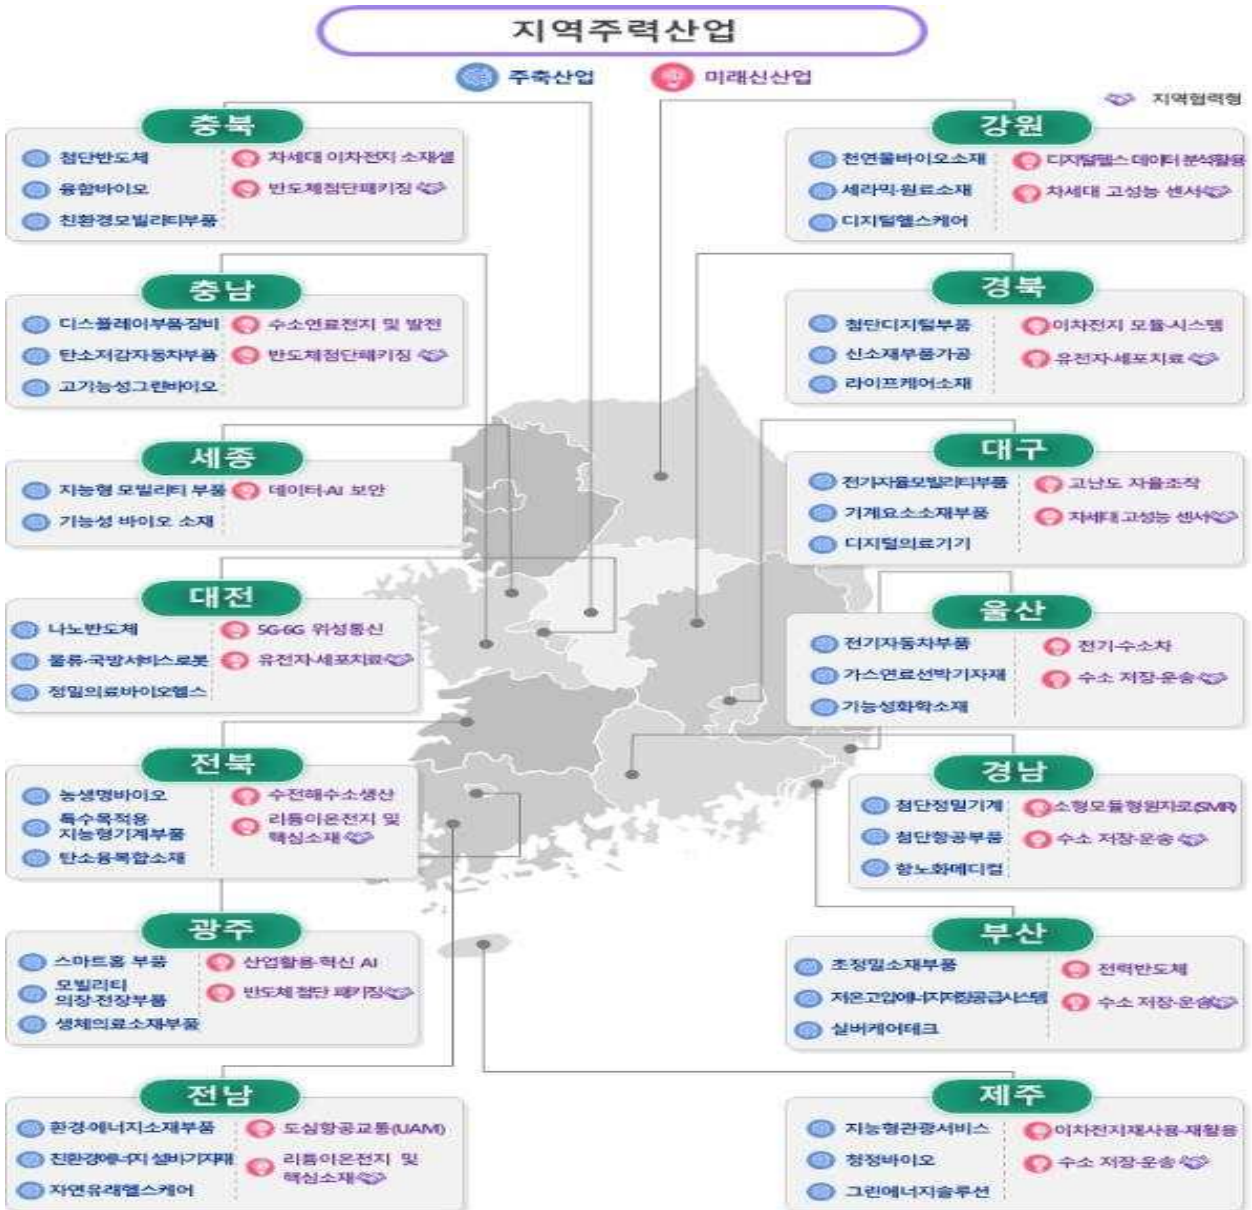 지역주력산업
주축산업
미래신산업
지역협력형
충북
첨단반도체
융합바이오
친환경모빌리티부품
차세대 이차전지 소재·셀
반도체첨단패키징
충남
디스플레이부품·장비
탄소저감자동차부품
고기능성그린바이오
수소연료전지 및 발전
반도체첨단패키징
세종
지능형 모빌리티 부품
기능성 바이오 소재
데이터·AI 보안
대전
나노반도체
물류·국방서비스로봇
정밀의료바이오헬스
5G·6G 위성통신
유전자·세포치료
전북
농생명바이오
특수목적용
지능형기계부품
탄소융복합소재
수전해수소생산
리튬이온전지 및
핵심소재
광주
스마트홈 부품
모빌리티
의장·전장부품
생체의료소재부품
산업활용·혁신 AI
반도체 첨단 패키징
전남
환경·에너지소재부품
친환경에너지 설비기자재
자연유래헬스케어
도심항공교통(UAM)
리튬이온전지 및
핵심소재
강원
천연물바이오소재
세라믹·원료소재
디지털헬스케어
디지털헬스 데이터 분석활용
차세대 고성능 센서
경북
첨단디지털부품
신소재부품가공
라이프케어소재
이차전지 모듈·시스템
유전자·세포치료
대구
전기·자율모빌리티부품
기계요소소재부품
디지털의료기기
고난도 자율조작
차세대 고성능 센서
울산
전기자동차부품
가스연료선박기자재
기능성화학소재
전기·수소차
수소 저장·운송
경남
첨단정밀기계
첨단항공부품
항노화메디컬
소형모듈형원자로(SMR)
수소 저장·운송
부산
초정밀소재부품
저온고압에너지저장공급시스템
실버케어테크
전력반도체
수소 저장·운송
제주
지능형관광서비스
청정바이오
그린에너지솔루션
이차전지재사용·재활용
수소 저장·운송